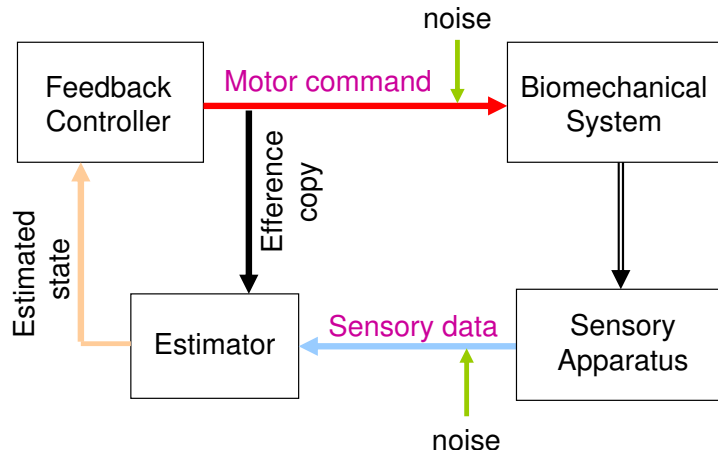 noise
Feedback
Controller
Motor command
Biomechanical
System
Efference
copy
Estimated
state
Estimator
Sensory data
Sensory
Apparatus
noise